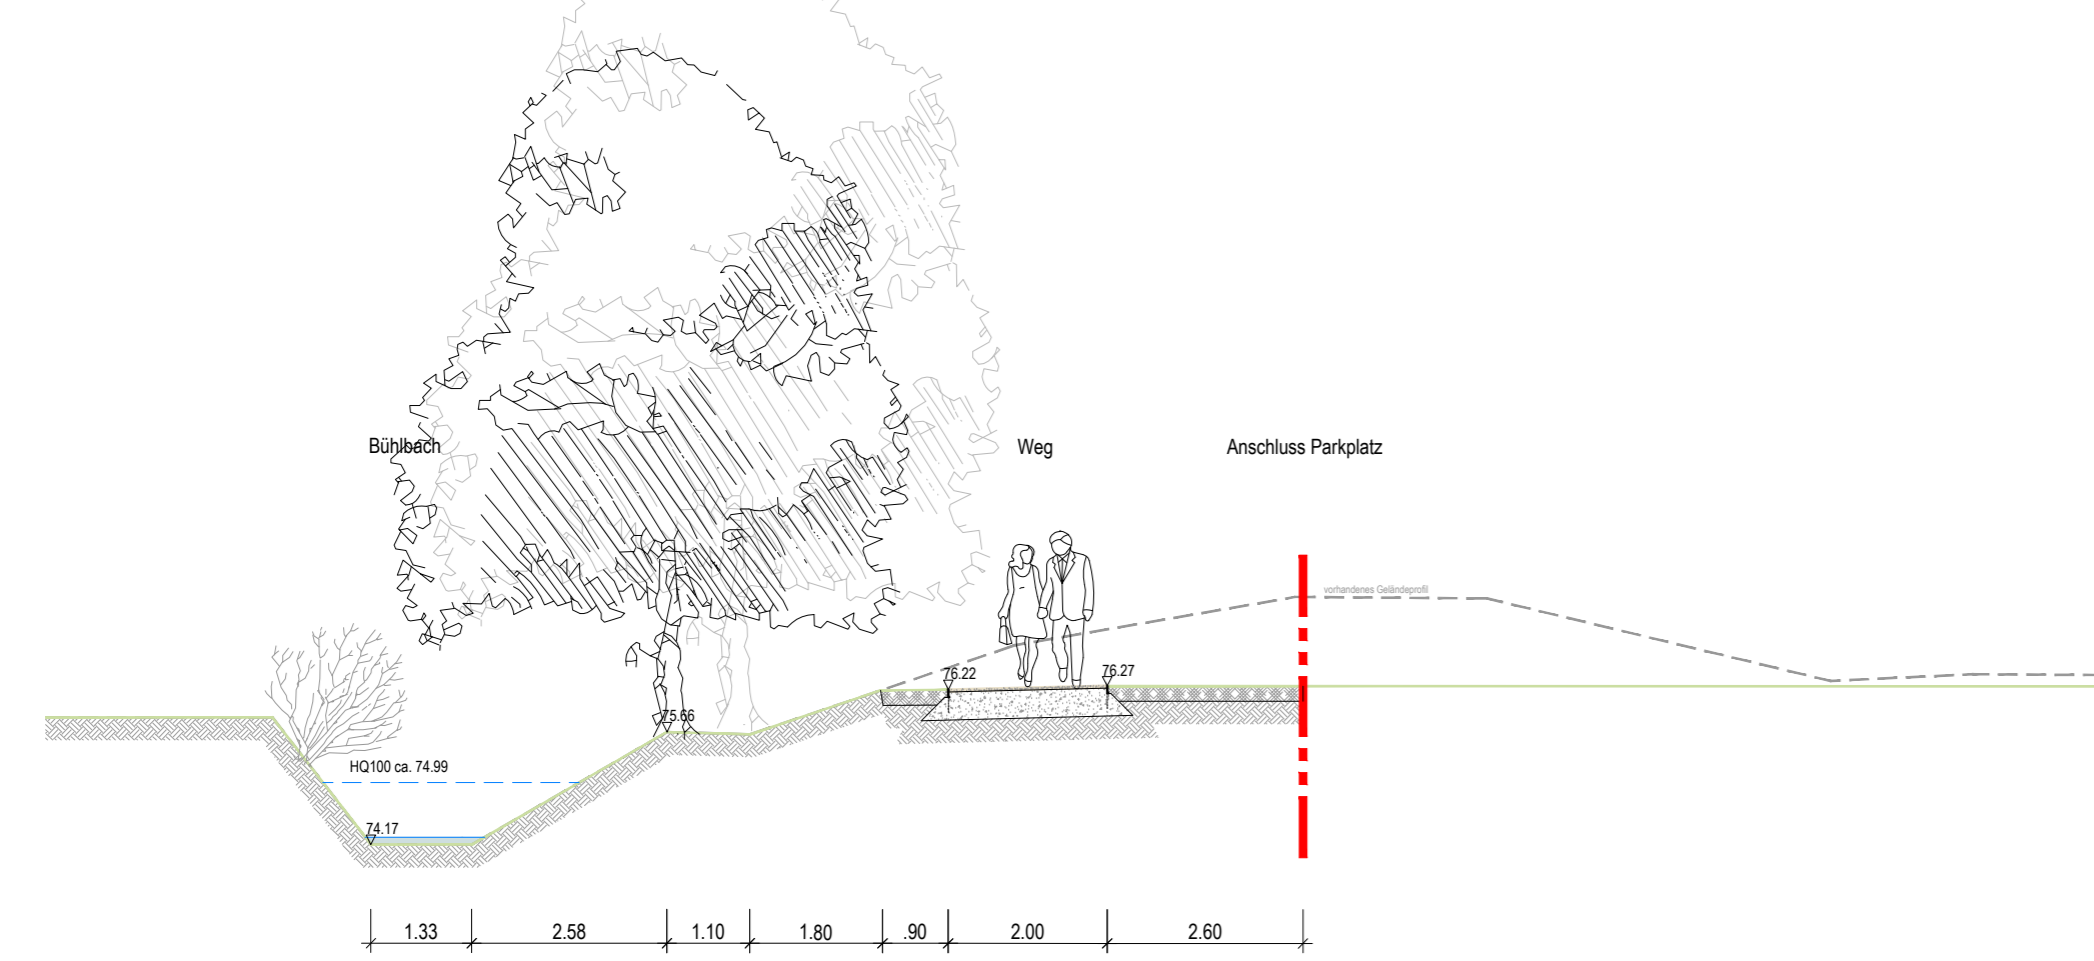 Bühlbach
Weg
Anschluss Parkplatz
vorhandenes Geländeprofil
76.22
76.27
75.66
HQ100 ca. 74.99
74.17
1.33
2.58
1.10
1.80
.90
2.00
2.60